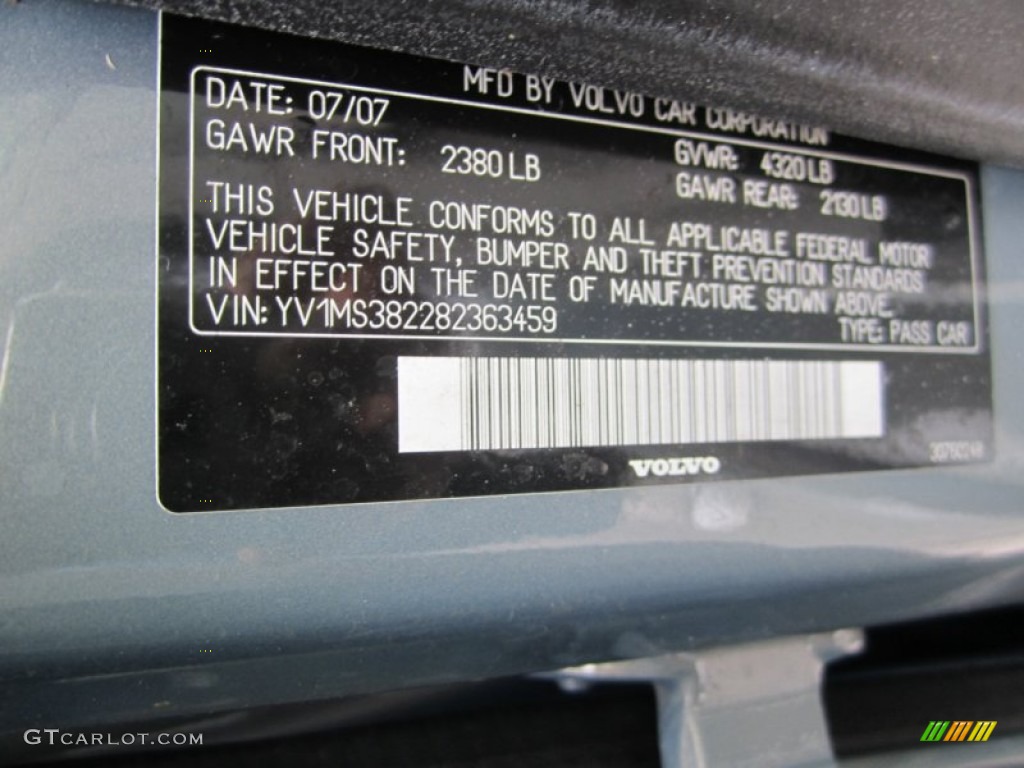 MFD BY VOLVO CAR CORPORATION
DATE: 07/07
GAWR FRONT: 2380 LB
GVWR: 4320 LB
GAWR REAR: 2130 LB
THIS VEHICLE CONFORMS TO ALL APPLICABLE FEDERAL MOTOR
VEHICLE SAFETY, BUMPER AND THEFT PREVENTION STANDARDS
IN EFFECT ON THE DATE OF MANUFACTURE SHOWN ABOVE.
VIN: YV1MS382282363459
TYPE: PASS CAR
VOLVO
GTCARLOT.COM